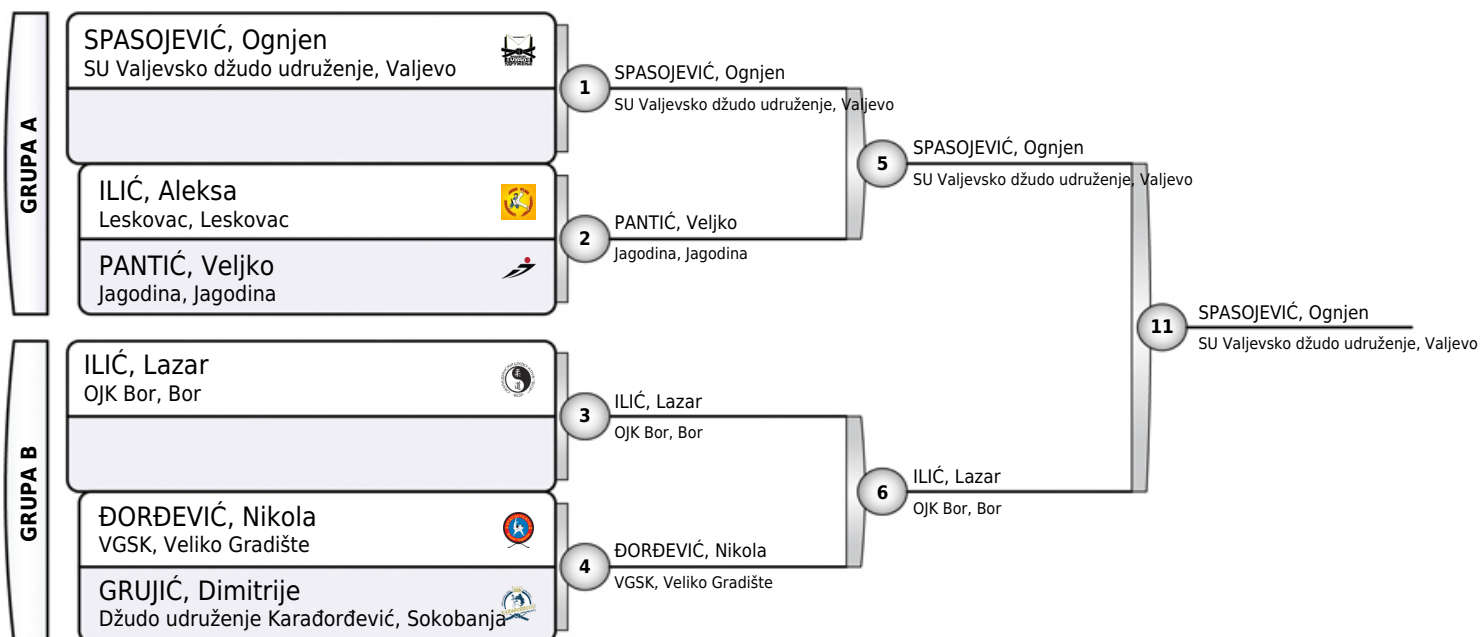 GRUPA A
SPASOJEVIĆ, Ognjen
SU Valjevsko džudo udruženje, Valjevo
ILIĆ, Aleksa
Leskovac, Leskovac
PANTIĆ, Veljko
Jagodina, Jagodina
1
SPASOJEVIĆ, Ognjen
SU Valjevsko džudo udruženje, Valjevo
2
PANTIĆ, Veljko
Jagodina, Jagodina
5
SPASOJEVIĆ, Ognjen
SU Valjevsko džudo udruženje, Valjevo
GRUPA B
ILIĆ, Lazar
OJK Bor, Bor
ĐORĐEVIĆ, Nikola
VGSK, Veliko Gradište
GRUJIĆ, Dimitrije
Džudo udruženje Karađorđević, Sokobanja
3
ILIĆ, Lazar
OJK Bor, Bor
4
ĐORĐEVIĆ, Nikola
VGSK, Veliko Gradište
6
ILIĆ, Lazar
OJK Bor, Bor
11
SPASOJEVIĆ, Ognjen
SU Valjevsko džudo udruženje, Valjevo